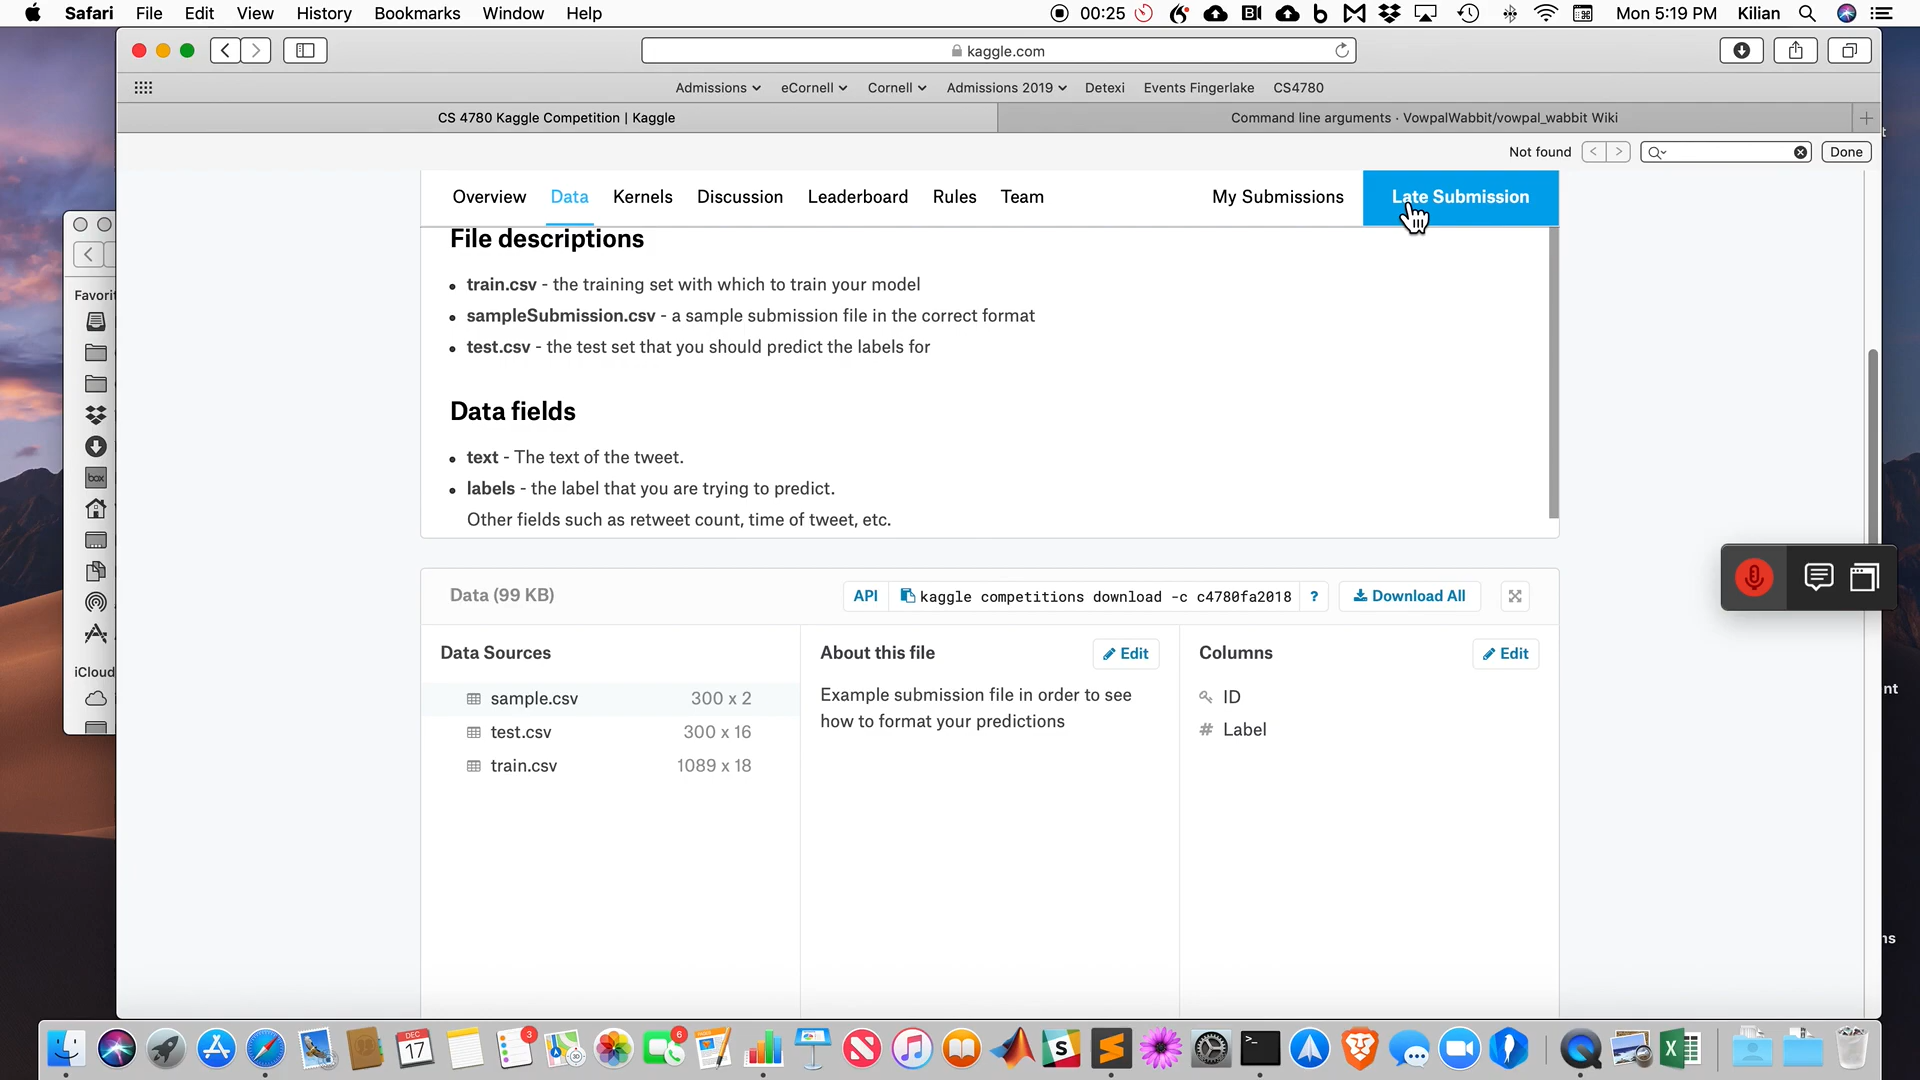 Safari File Edit View History Bookmarks Window Help 00:25 Mon 5:19 PM Kilian
kaggle.com
Admissions eCornell Cornell Admissions 2019 Detexi Events Fingerlake CS4780
CS 4780 Kaggle Competition | Kaggle Command line arguments · VowpalWabbit/vowpal_wabbit Wiki
Not found Done
Overview Data Kernels Discussion Leaderboard Rules Team My Submissions Late Submission
File descriptions
train.csv - the training set with which to train your model
sampleSubmission.csv - a sample submission file in the correct format
test.csv - the test set that you should predict the labels for
Data fields
text - The text of the tweet.
labels - the label that you are trying to predict.
Other fields such as retweet count, time of tweet, etc.
Data (99 KB) API kaggle competitions download -c c4780fa2018 ? Download All
Data Sources About this file Edit Columns Edit
sample.csv 300 x 2 Example submission file in order to see ID
how to format your predictions
test.csv 300 x 16 # Label
train.csv 1089 x 18
Favorit
box
iCloud
nt
ns
DEC
17
3
6